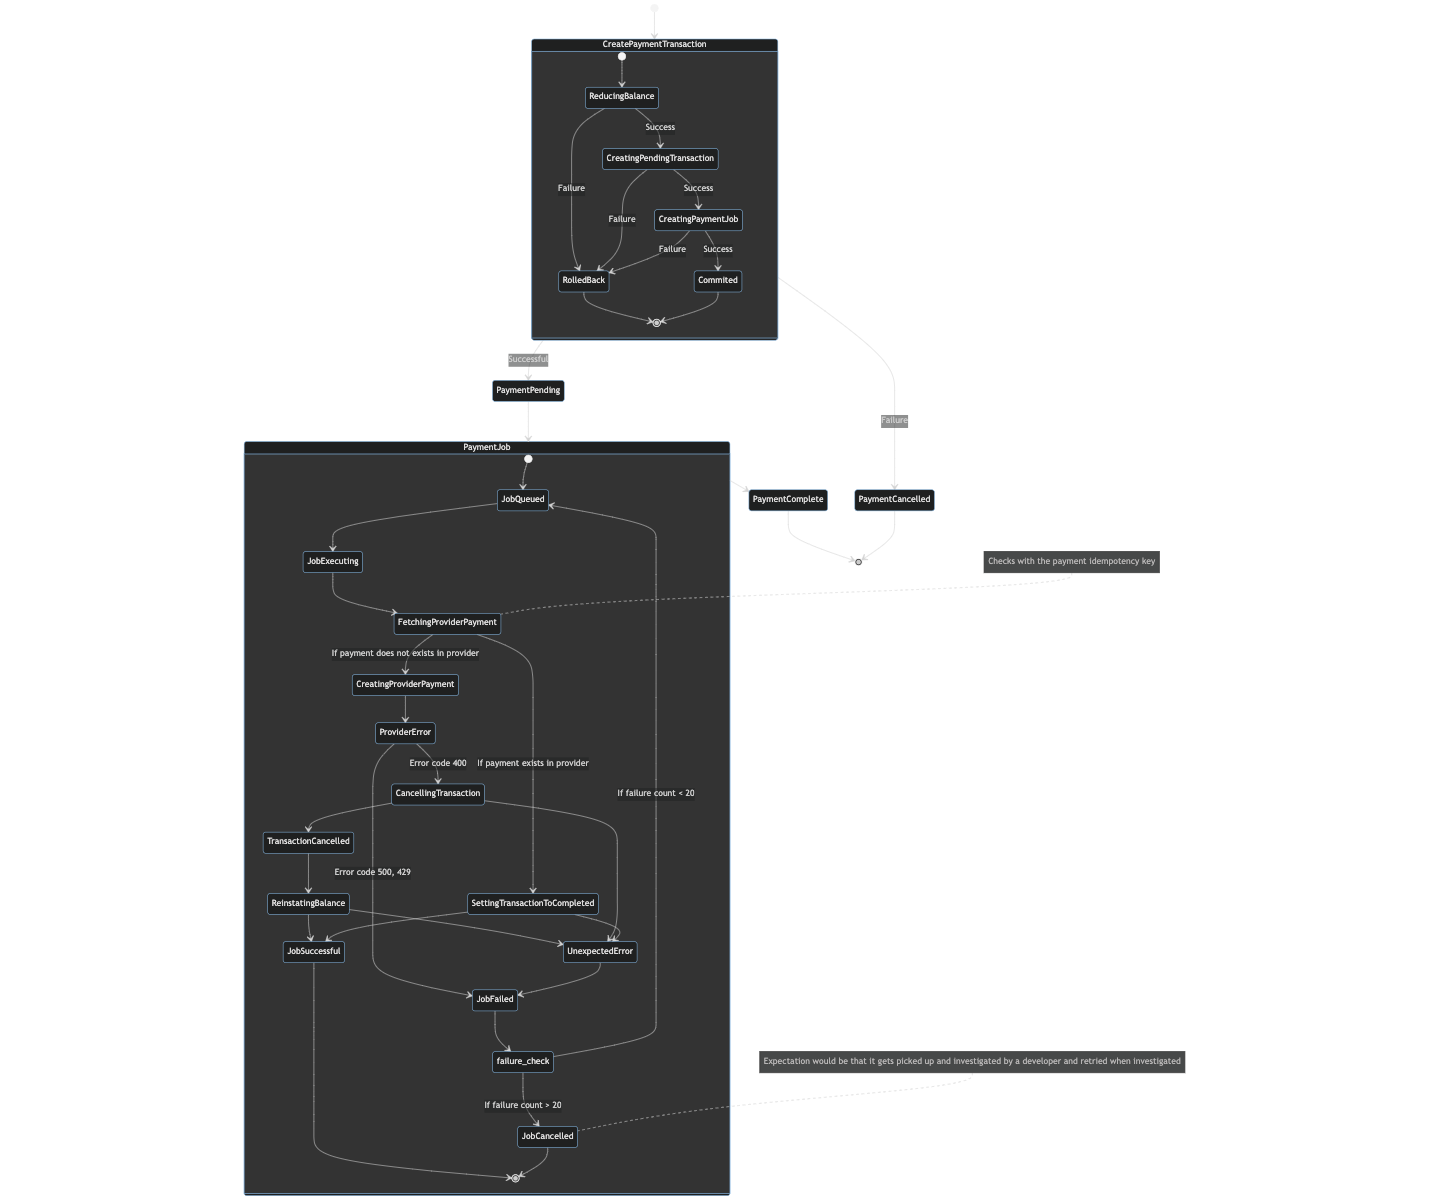 CreatePaymentTransaction
ReducingBalance
Success
CreatingPendingTransaction
Failure
Success
Failure
CreatingPaymentJob
Failure
Success
RolledBack
Commited
Successful
PaymentPending
Failure
PaymentJob
JobQueued
PaymentComplete
PaymentCancelled
JobExecuting
Checks with the payment idempotency key
FetchingProviderPayment
If payment does not exists in provider
CreatingProviderPayment
ProviderError
Error code 400
If payment exists in provider
CancellingTransaction
If failure count < 20
TransactionCancelled
Error code 500, 429
ReinstatingBalance
SettingTransactionToCompleted
JobSuccessful
UnexpectedError
JobFailed
failure_check
Expectation would be that it gets picked up and investigated by a developer and retried when investigated
If failure count > 20
JobCancelled